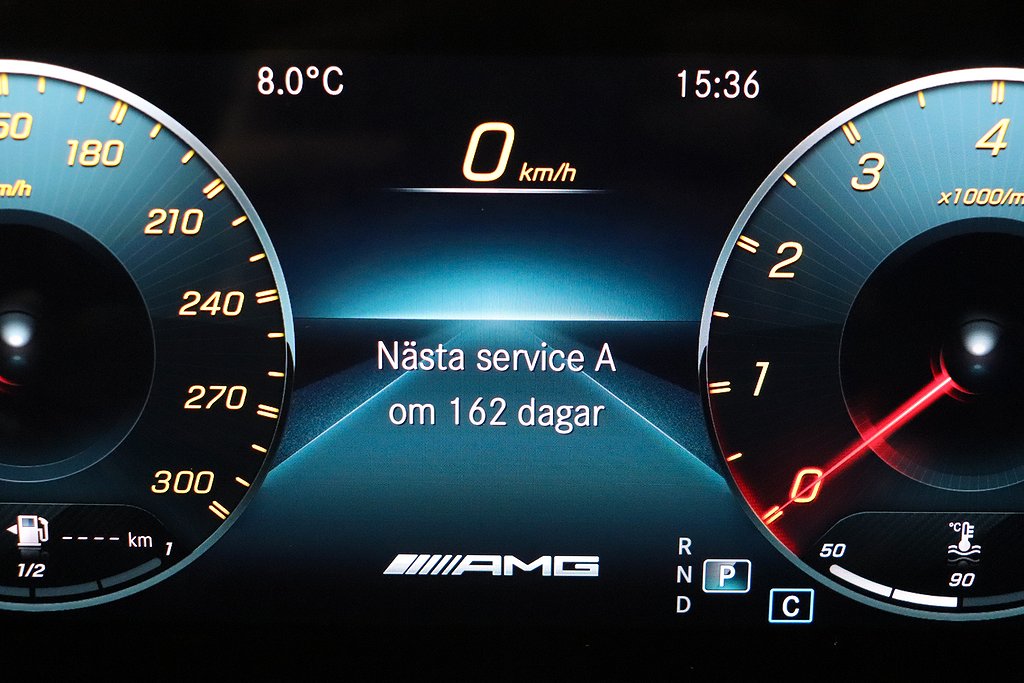 8.0°C
15:36
0 km/h
180
210
240
270
300
km
1/2
1
Nästa service A
om 162 dagar
AMG
R
N
D
P
C
4
3
2
1
0
x1000/m
50
°C
90